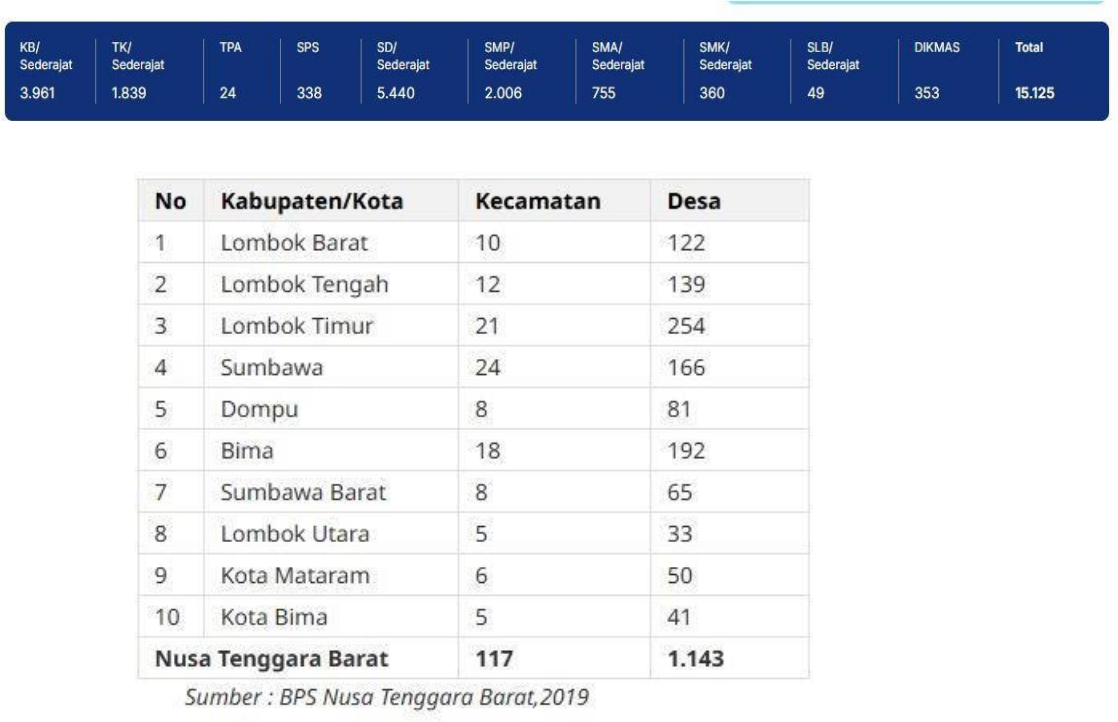 KB/ Sederajat TK/ Sederajat TPA SPS SD/ Sederajat SMP/ Sederajat SMA/ Sederajat SMK/ Sederajat SLB/ Sederajat DIKMAS Total
3.961 1.839 24 338 5.440 2.006 755 360 49 353 15.125
No Kabupaten/Kota Kecamatan Desa
1 Lombok Barat 10 122
2 Lombok Tengah 12 139
3 Lombok Timur 21 254
4 Sumbawa 24 166
5 Dompu 8 81
6 Bima 18 192
7 Sumbawa Barat 8 65
8 Lombok Utara 5 33
9 Kota Mataram 6 50
10 Kota Bima 5 41
Nusa Tenggara Barat 117 1.143
Sumber : BPS Nusa Tenggara Barat,2019